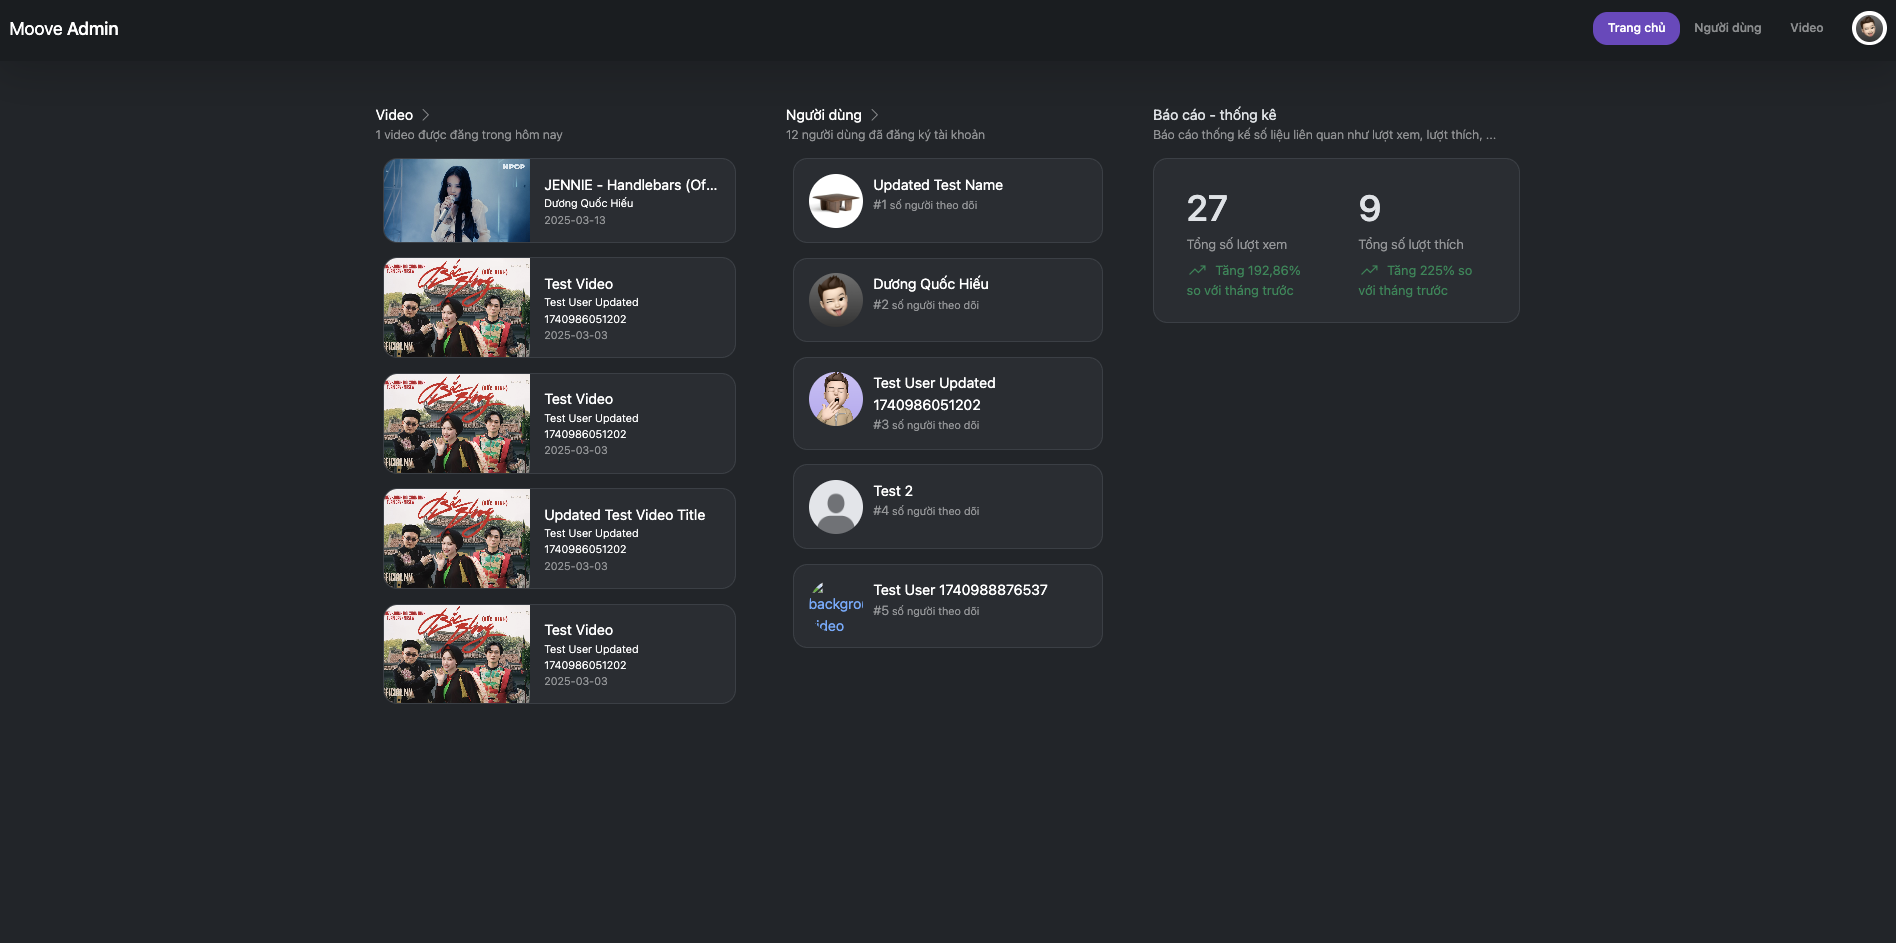 Moove Admin
Trang chủ
Người dùng
Video
Video
1 video được đăng trong hôm nay
HPOP
JENNIE - Handlebars (Of...
Dương Quốc Hiếu
2025-03-13
Test Video
Test User Updated
1740986051202
2025-03-03
Test Video
Test User Updated
1740986051202
2025-03-03
Updated Test Video Title
Test User Updated
1740986051202
2025-03-03
Test Video
Test User Updated
1740986051202
2025-03-03
Người dùng
12 người dùng đã đăng ký tài khoản
Updated Test Name
#1 số người theo dõi
Dương Quốc Hiếu
#2 số người theo dõi
Test User Updated
1740986051202
#3 số người theo dõi
Test 2
#4 số người theo dõi
backgrou
video
Test User 1740988876537
#5 số người theo dõi
Báo cáo - thống kê
Báo cáo thống kế số liệu liên quan như lượt xem, lượt thích, ...
27
Tổng số lượt xem
Tăng 192,86%
so với tháng trước
9
Tổng số lượt thích
Tăng 225% so
với tháng trước